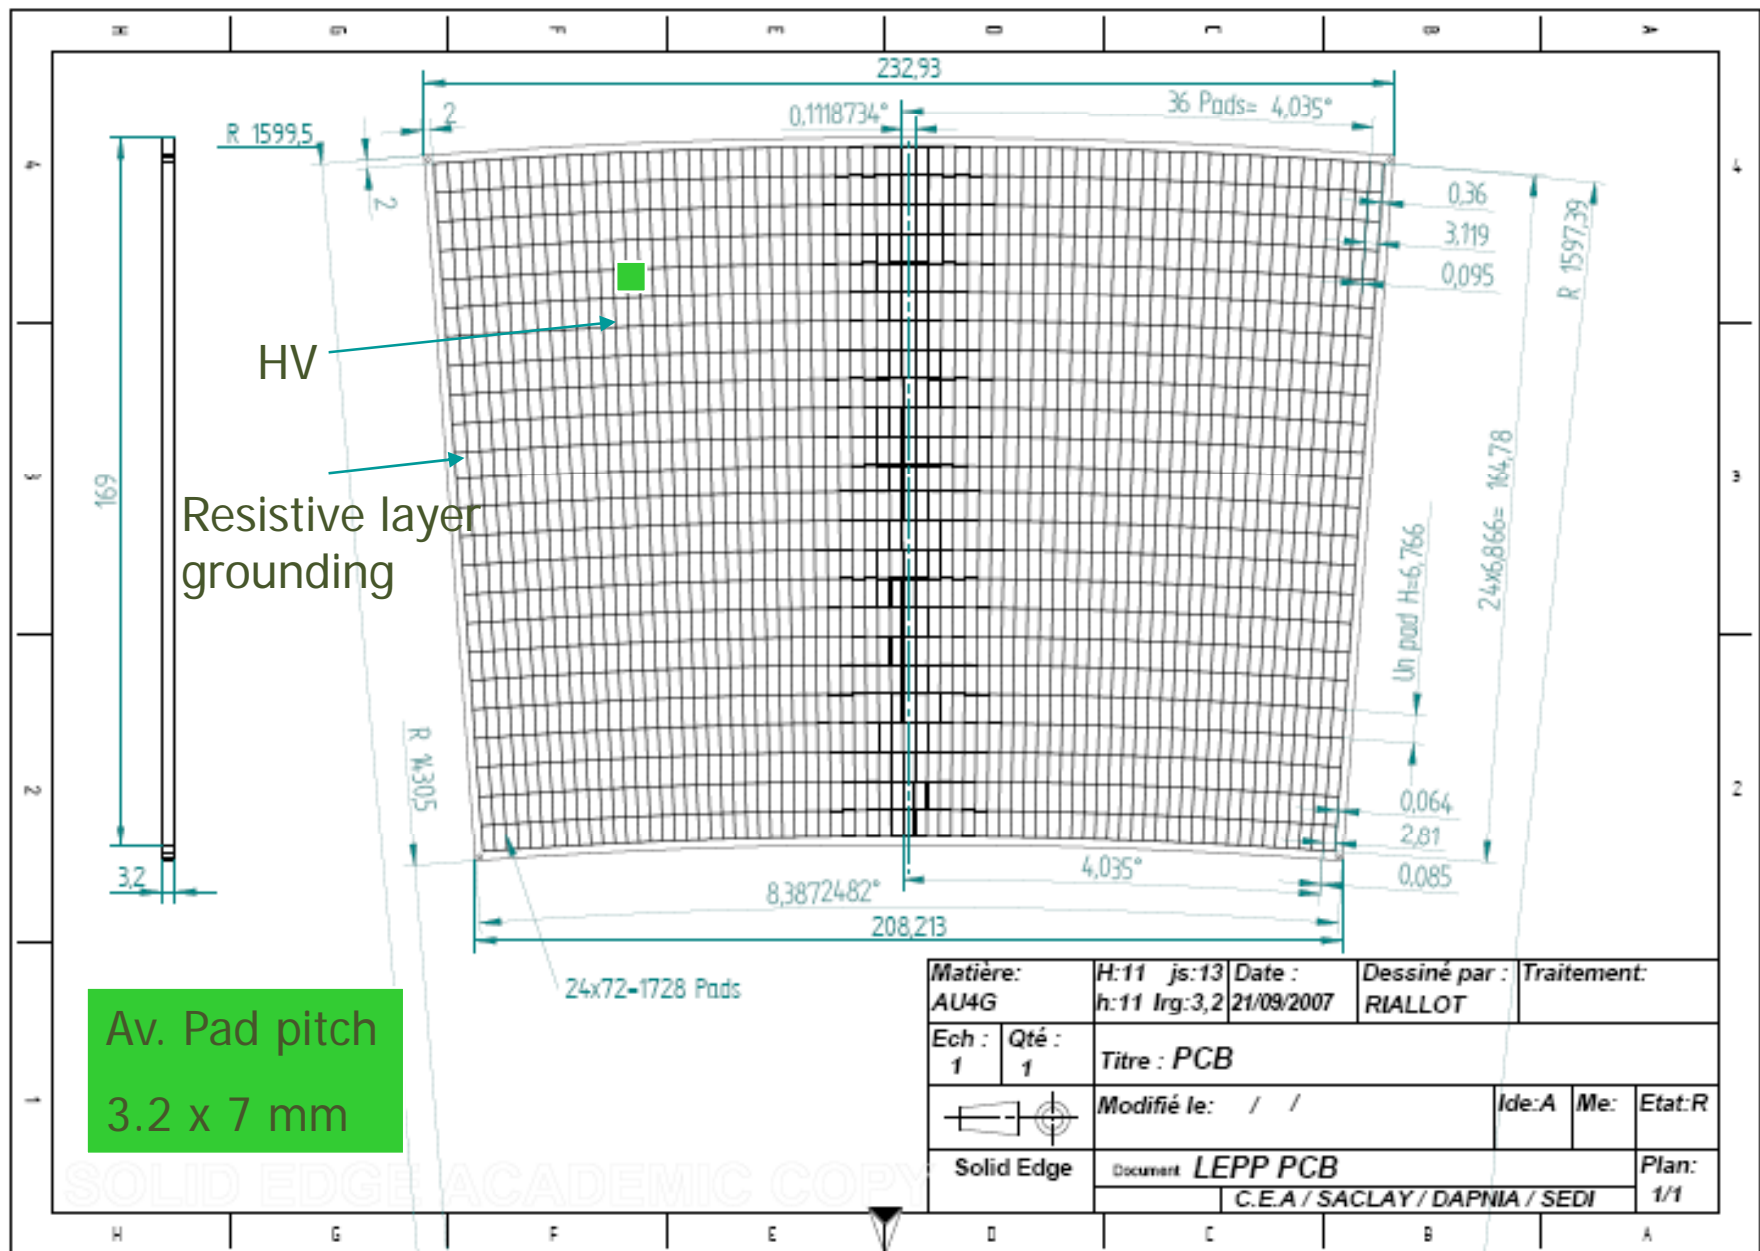 H G F E D C B A
232,93
2
0,1118734°
36 Pads= 4,035°
R 1599,5
4
4
2
0,36
3,119
0,095
R 1597,39
HV
169
3
3
Resistive layer
grounding
24x6,866= 164,78
Un pad H=6,766
R 1430,5
2
2
0,064
2,81
0,085
3,2
4,035°
8,3872482°
208,213
24x72=1728 Pads
Av. Pad pitch
3.2 x 7 mm
1
Matière:
AU4G
H:11 js:13
h:11 lrg:3,2
Date :
21/09/2007
Dessiné par :
RIALLOT
Traitement:
Ech :
1
Qté :
1
Titre : PCB
Modifié le: / /
Ide:A
Me:
Etat:R
Solid Edge
Document LEPP PCB
C.E.A / SACLAY / DAPNIA / SEDI
Plan:
1/1
SOLID EDGE ACADEMIC COPY
H G F E D C B A